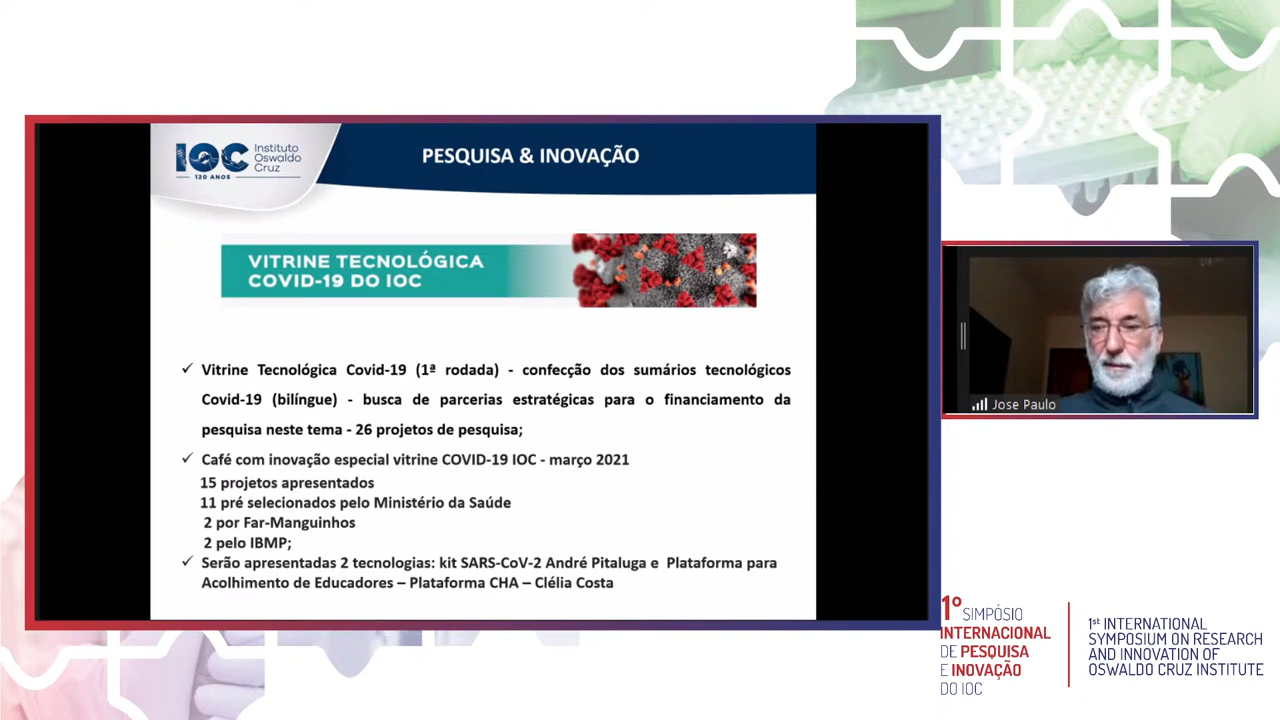 IOC Instituto
Oswaldo
Cruz
120 ANOS
PESQUISA & INOVAÇÃO
VITRINE TECNOLÓGICA
COVID-19 DO IOC
✓ Vitrine Tecnológica Covid-19 (1ª rodada) - confecção dos sumários tecnológicos
Covid-19 (bilíngue) - busca de parcerias estratégicas para o financiamento da
pesquisa neste tema - 26 projetos de pesquisa;
✓ Café com inovação especial vitrine COVID-19 IOC - março 2021
15 projetos apresentados
11 pré selecionados pelo Ministério da Saúde
2 por Far-Manguinhos
2 pelo IBMP;
✓ Serão apresentadas 2 tecnologias: kit SARS-CoV-2 André Pitaluga e Plataforma para
Acolhimento de Educadores – Plataforma CHA – Clélia Costa
Jose Paulo
1º SIMPÓSIO
INTERNACIONAL
DE PESQUISA
E INOVAÇÃO
DO IOC
1st INTERNATIONAL
SYMPOSIUM ON RESEARCH
AND INNOVATION OF
OSWALDO CRUZ INSTITUTE